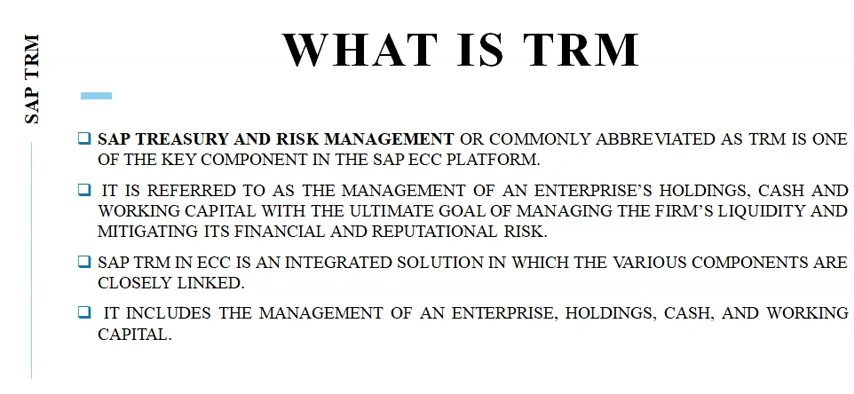 SAP TRM
WHAT IS TRM
❑ SAP TREASURY AND RISK MANAGEMENT OR COMMONLY ABBREVIATED AS TRM IS ONE
OF THE KEY COMPONENT IN THE SAP ECC PLATFORM.
❑ IT IS REFERRED TO AS THE MANAGEMENT OF AN ENTERPRISE'S HOLDINGS, CASH AND
WORKING CAPITAL WITH THE ULTIMATE GOAL OF MANAGING THE FIRM'S LIQUIDITY AND
MITIGATING ITS FINANCIAL AND REPUTATIONAL RISK.
❑ SAP TRM IN ECC IS AN INTEGRATED SOLUTION IN WHICH THE VARIOUS COMPONENTS ARE
CLOSELY LINKED.
❑ IT INCLUDES THE MANAGEMENT OF AN ENTERPRISE, HOLDINGS, CASH, AND WORKING
CAPITAL.